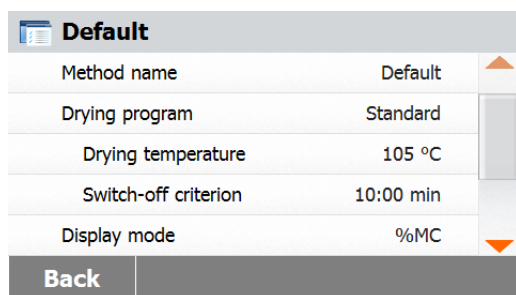 Default
Method name Default
Drying program Standard
Drying temperature 105 ºC
Switch-off criterion 10:00 min
Display mode %MC
Back